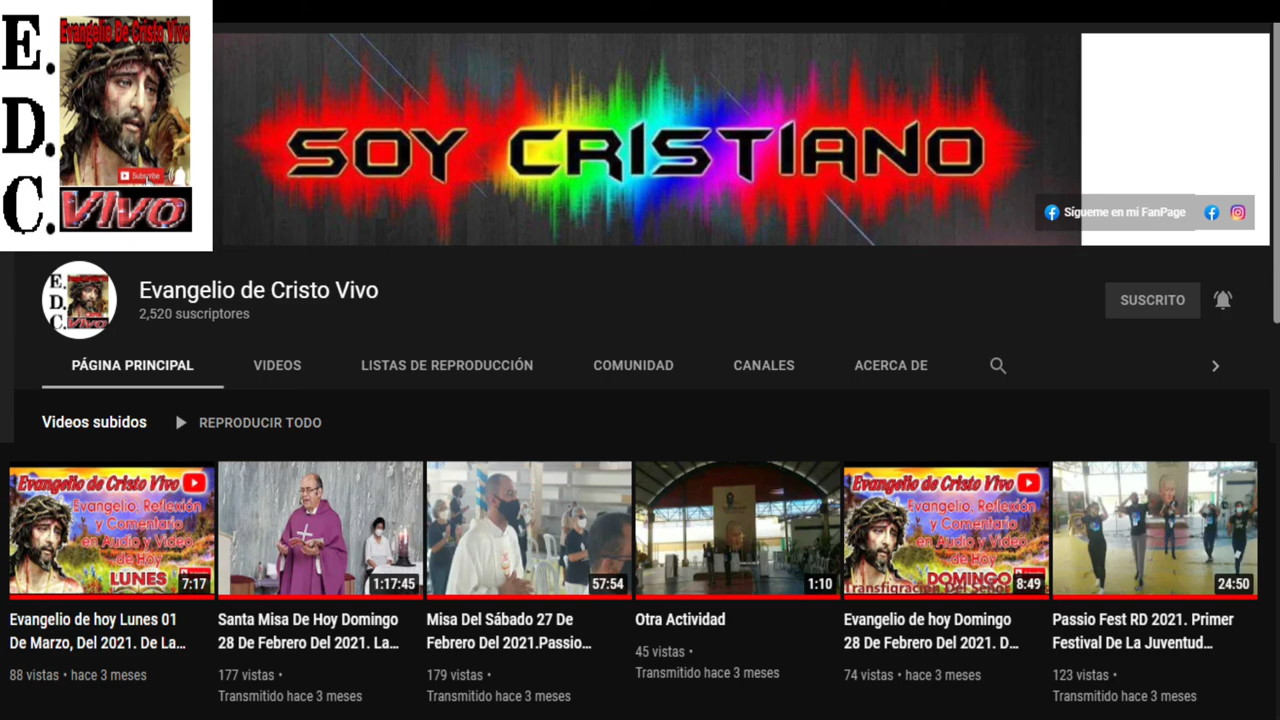 E.
D.
C.
Evangelio De Cristo Vivo
Subscribe
Vivo
SOY CRISTIANO
Sígueme en mi FanPage
E.
D.
C.
Vivo
Evangelio de Cristo Vivo
2,520 suscriptores
SUSCRITO
PÁGINA PRINCIPAL VIDEOS LISTAS DE REPRODUCCIÓN COMUNIDAD CANALES ACERCA DE
Videos subidos REPRODUCIR TODO
Evangelio de Cristo Vivo
Evangelio, Reflexión
y Comentario
en Audio y Video
de Hoy
LUNES
7:17
1:17:45
57:54
1:10
Evangelio de Cristo Vivo
Evangelio, Reflexión
y Comentario
en Audio y Video
de Hoy
DOMINGO
Transfigración Del Señor
8:49
24:50
Evangelio de hoy Lunes 01
De Marzo, Del 2021. De La...
88 vistas • hace 3 meses
Santa Misa De Hoy Domingo
28 De Febrero Del 2021. La...
177 vistas •
Transmitido hace 3 meses
Misa Del Sábado 27 De
Febrero Del 2021.Passio...
179 vistas •
Transmitido hace 3 meses
Otra Actividad
45 vistas •
Transmitido hace 3 meses
Evangelio de hoy Domingo
28 De Febrero Del 2021. D...
74 vistas • hace 3 meses
Passio Fest RD 2021. Primer
Festival De La Juventud...
123 vistas •
Transmitido hace 3 meses